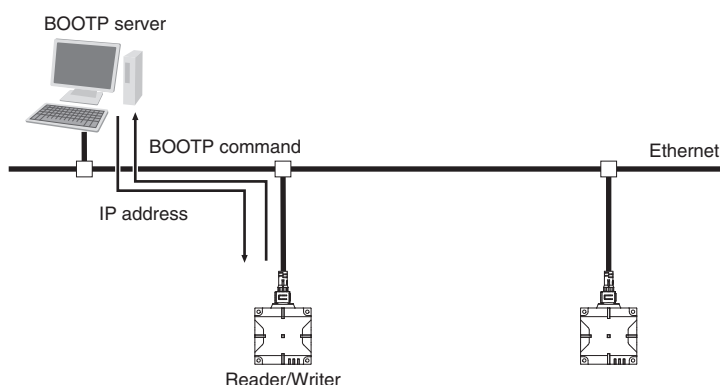 BOOTP server
BOOTP command
Ethernet
IP address
Reader/Writer